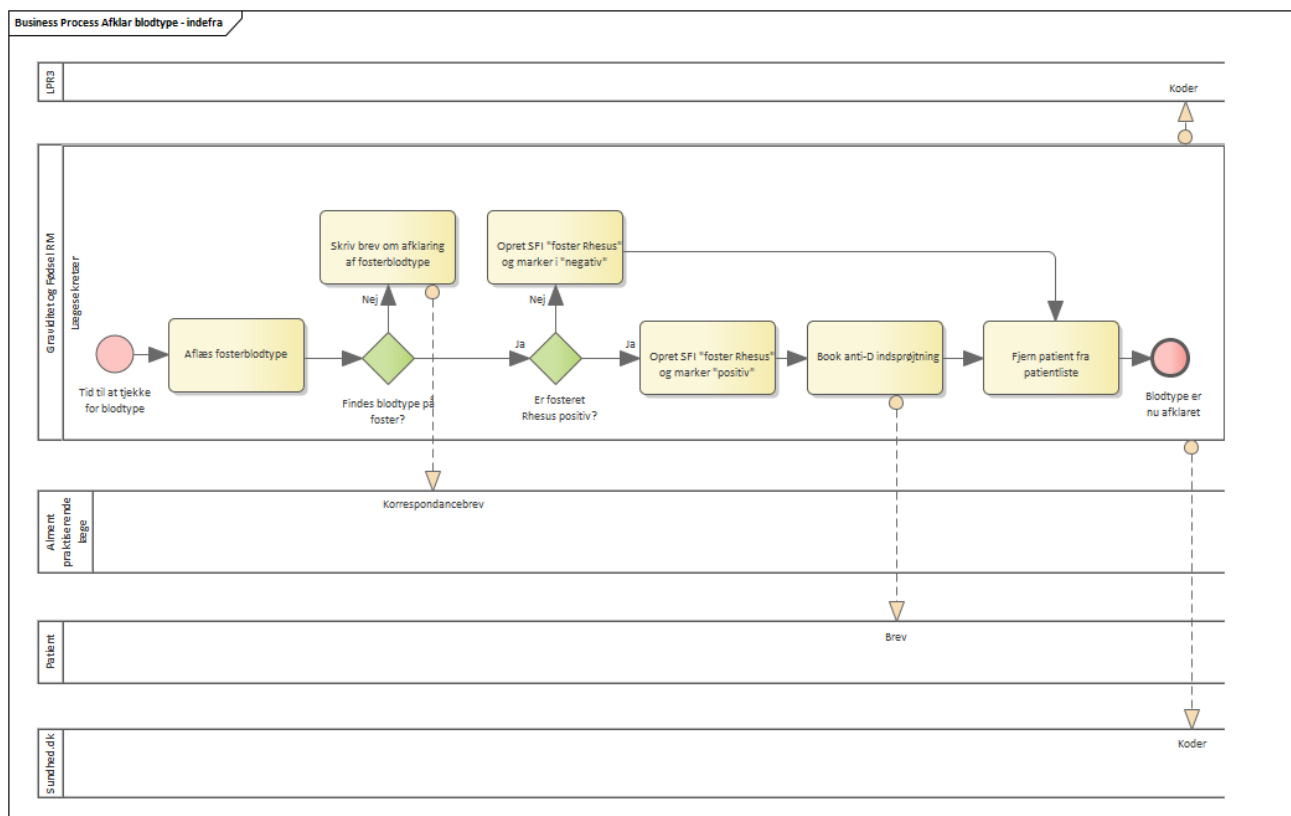 Business Process Afklar blodtype - indefra
LPR3
Koder
Graviditet og Fødsel RM
Lægesekretær
Skriv brev om afklaring
af fosterblodtype
Opret SFI "foster Rhesus"
og marker i "negativ"
Nej
Nej
Aflæs fosterblodtype
Ja
Ja
Opret SFI "foster Rhesus"
og marker "positiv"
Book anti-D indsprøjtning
Fjern patient fra
patientliste
Tid til at tjekke
for blodtype
Findes blodtype på
foster?
Er fosteret
Rhesus positiv?
Blodtype er
nu afklaret
Alment
praktiserende
læge
Korrespondancebrev
Patient
Brev
Sundhed.dk
Koder